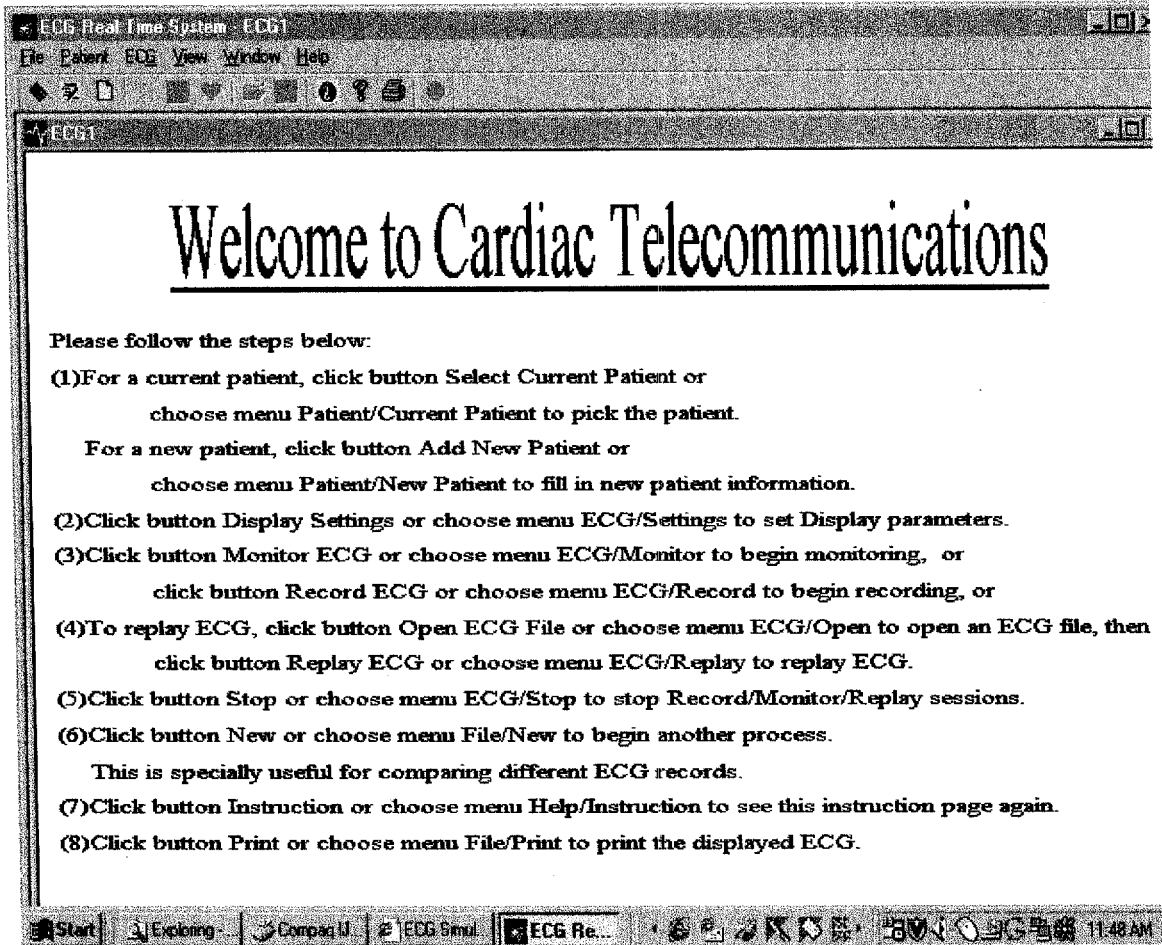 ECG Real Time System - ECG1
File Patient ECG View Window Help
ECG1
Welcome to Cardiac Telecommunications
Please follow the steps below:
(1)For a current patient, click button Select Current Patient or
choose menu Patient/Current Patient to pick the patient.
For a new patient, click button Add New Patient or
choose menu Patient/New Patient to fill in new patient information.
(2)Click button Display Settings or choose menu ECG/Settings to set Display parameters.
(3)Click button Monitor ECG or choose menu ECG/Monitor to begin monitoring, or
click button Record ECG or choose menu ECG/Record to begin recording, or
(4)To replay ECG, click button Open ECG File or choose menu ECG/Open to open an ECG file, then
click button Replay ECG or choose menu ECG/Replay to replay ECG.
(5)Click button Stop or choose menu ECG/Stop to stop Record/Monitor/Replay sessions.
(6)Click button New or choose menu File/New to begin another process.
This is specially useful for comparing different ECG records.
(7)Click button Instruction or choose menu Help/Instruction to see this instruction page again.
(8)Click button Print or choose menu File/Print to print the displayed ECG.
Start Exploring - ... Compaq U... ECG Simul... ECG Re... 11:48 AM